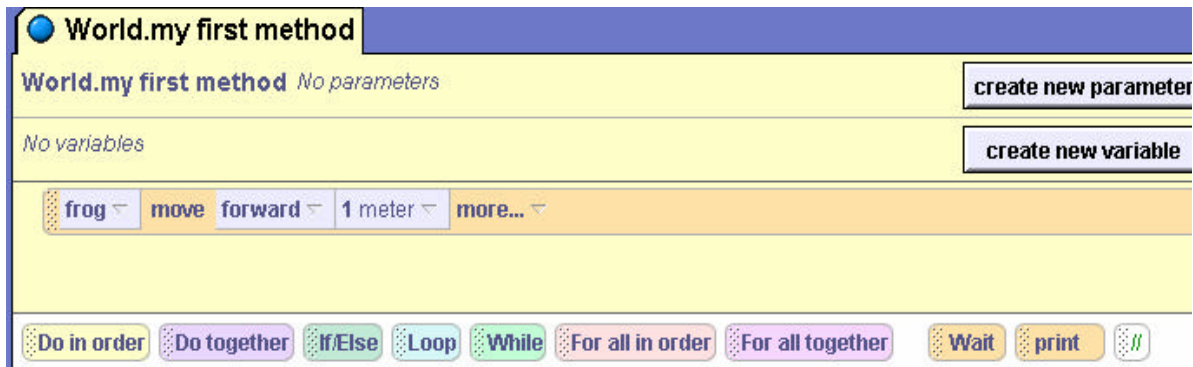 World.my first method
World.my first method No parameters create new parameter
No variables create new variable
frog move forward 1 meter more...
Do in order Do together If/Else Loop While For all in order For all together Wait print //